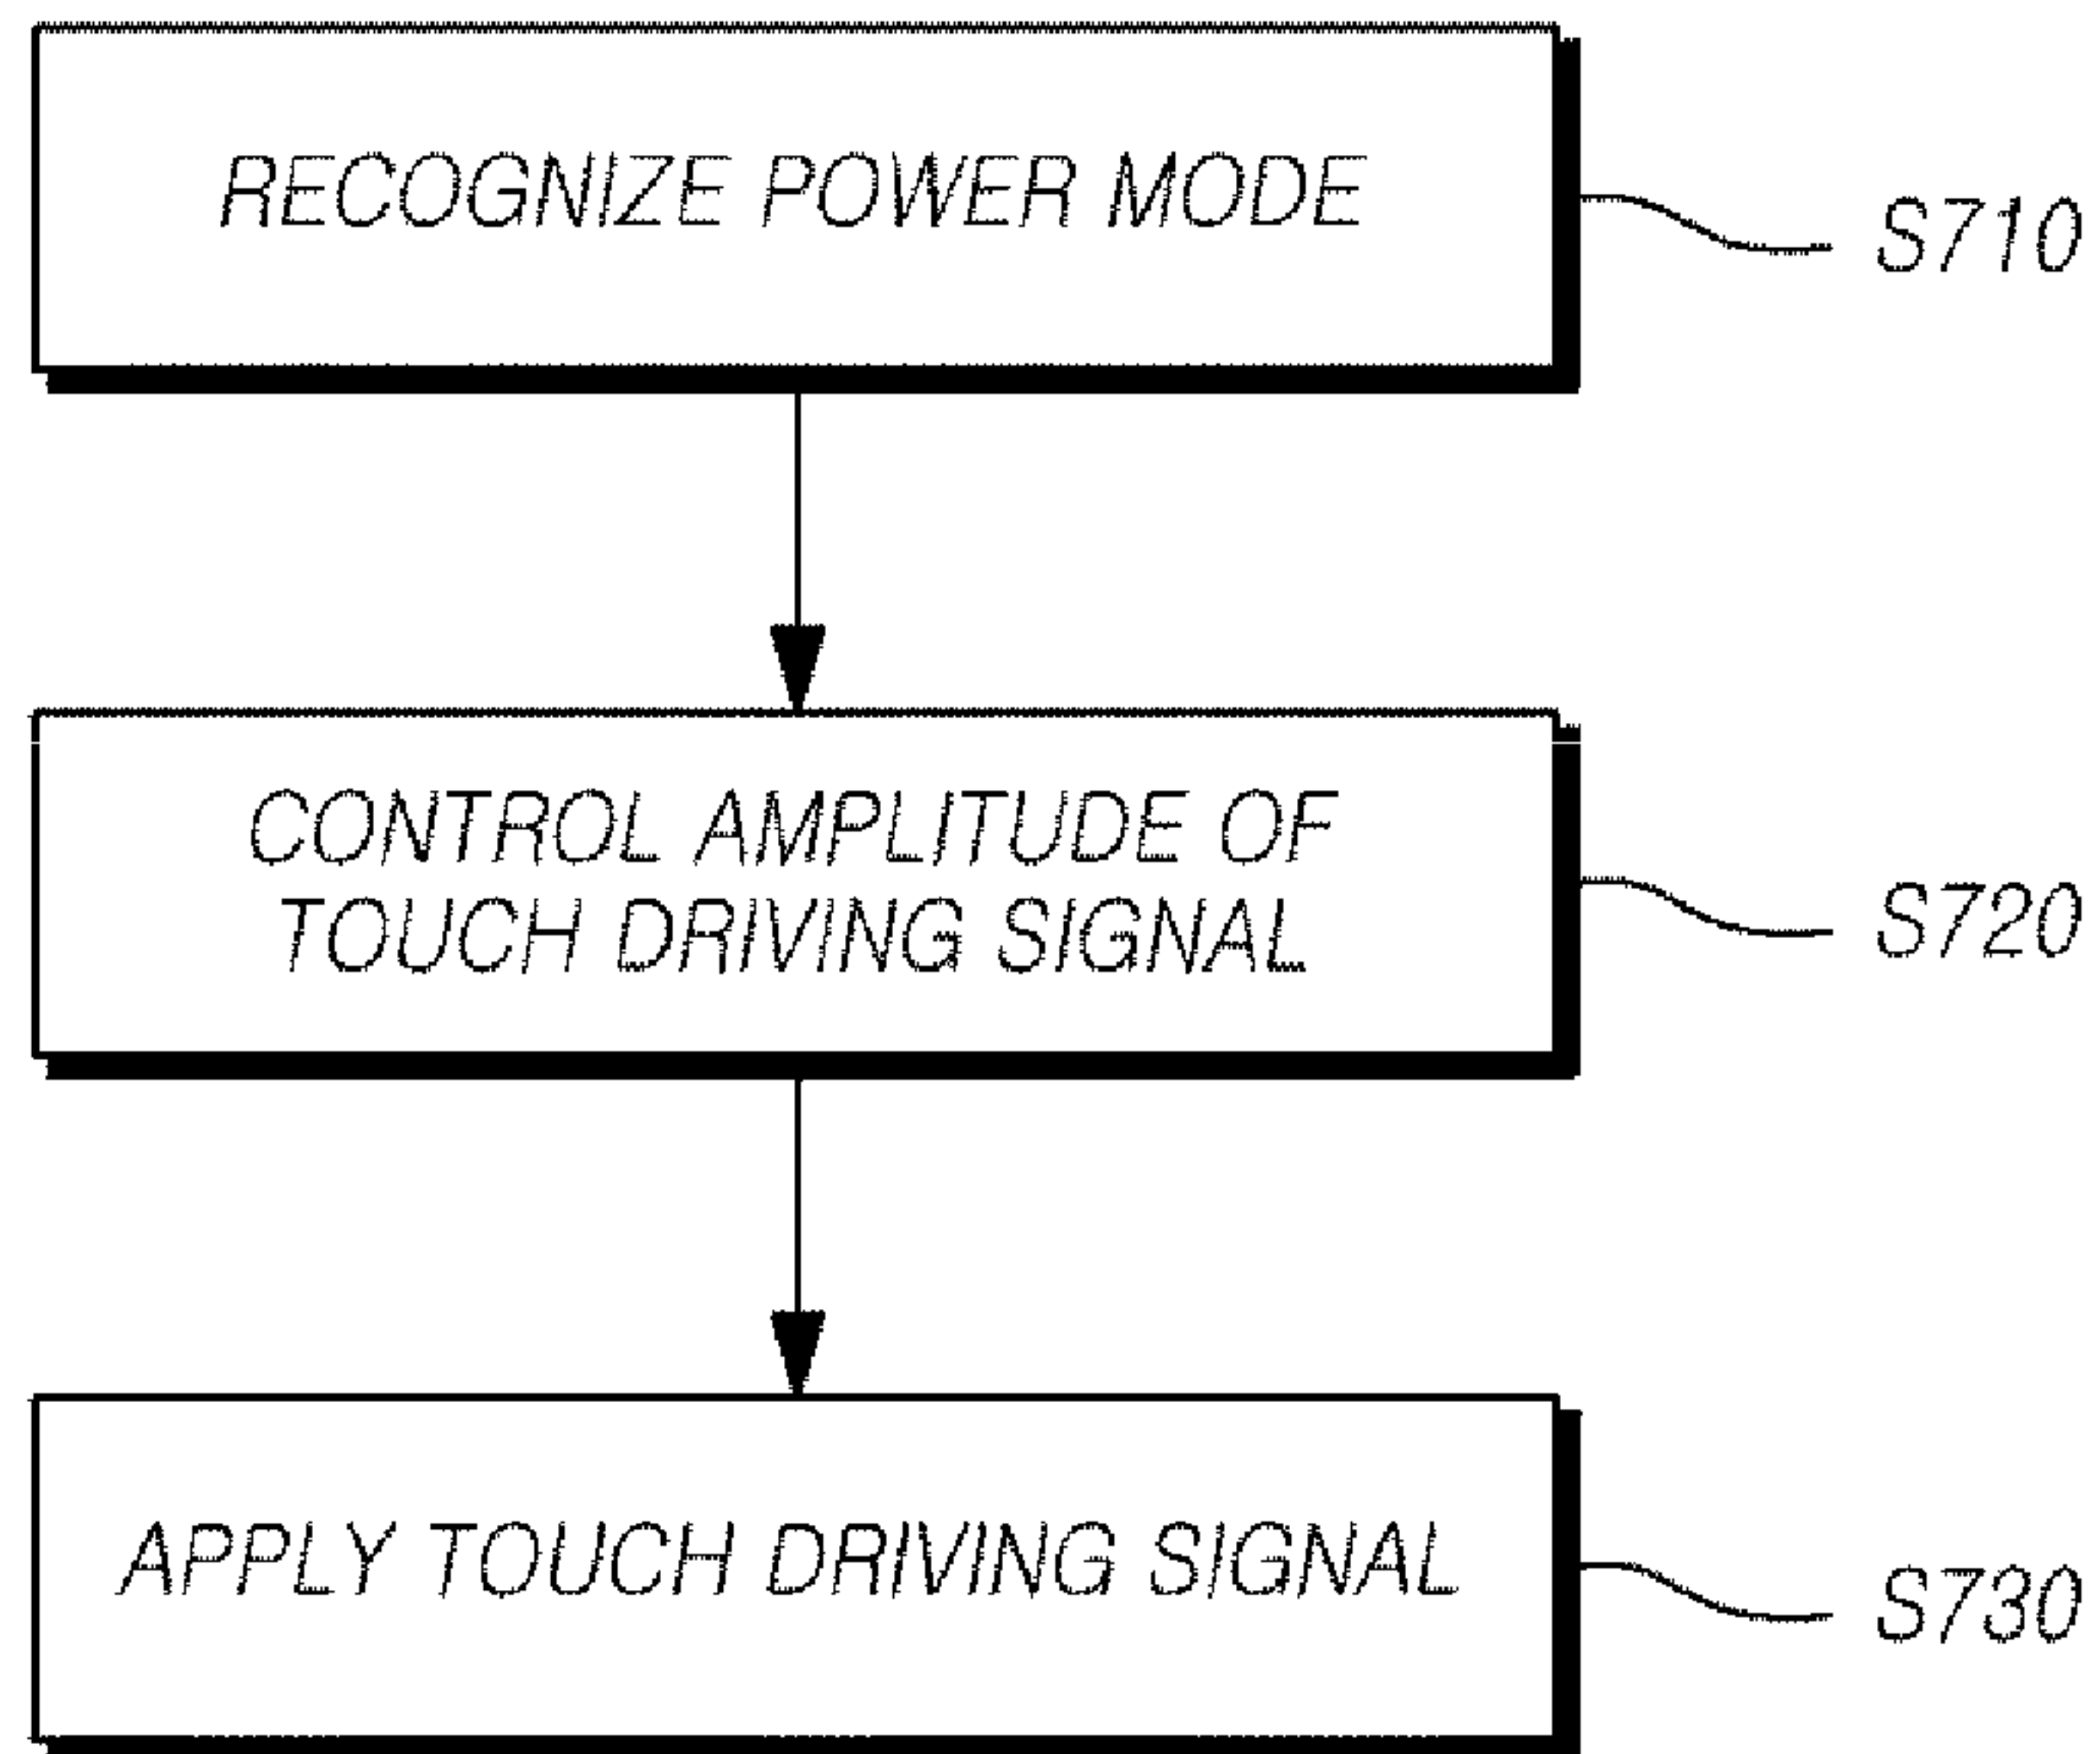 RECOGNIZE POWER MODE
S710
CONTROL AMPLITUDE OF
TOUCH DRIVING SIGNAL
S720
APPLY TOUCH DRIVING SIGNAL
S730